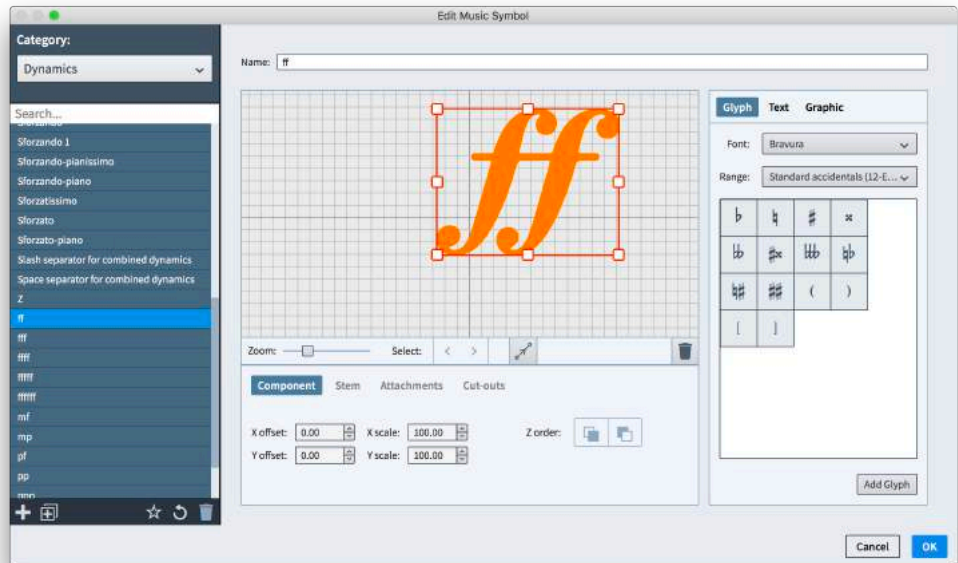 Edit Music Symbol
Category:
Dynamics
Search...
Sforzando 1
Sforzando-pianissimo
Sforzando-piano
Sforzatissimo
Sforzato
Sforzato-piano
Slash separator for combined dynamics
Space separator for combined dynamics
Z
ff
fff
ffff
fffff
ffffff
mf
mp
pf
pp
Name: ff
ff
Zoom: Select: < >
Component Stem Attachments Cut-outs
X offset: 0.00 X scale: 100.00 Z order:
Y offset: 0.00 Y scale: 100.00
Glyph Text Graphic
Font: Bravura
Range: Standard accidentals (12-E...
( )
[ ]
Add Glyph
Cancel OK